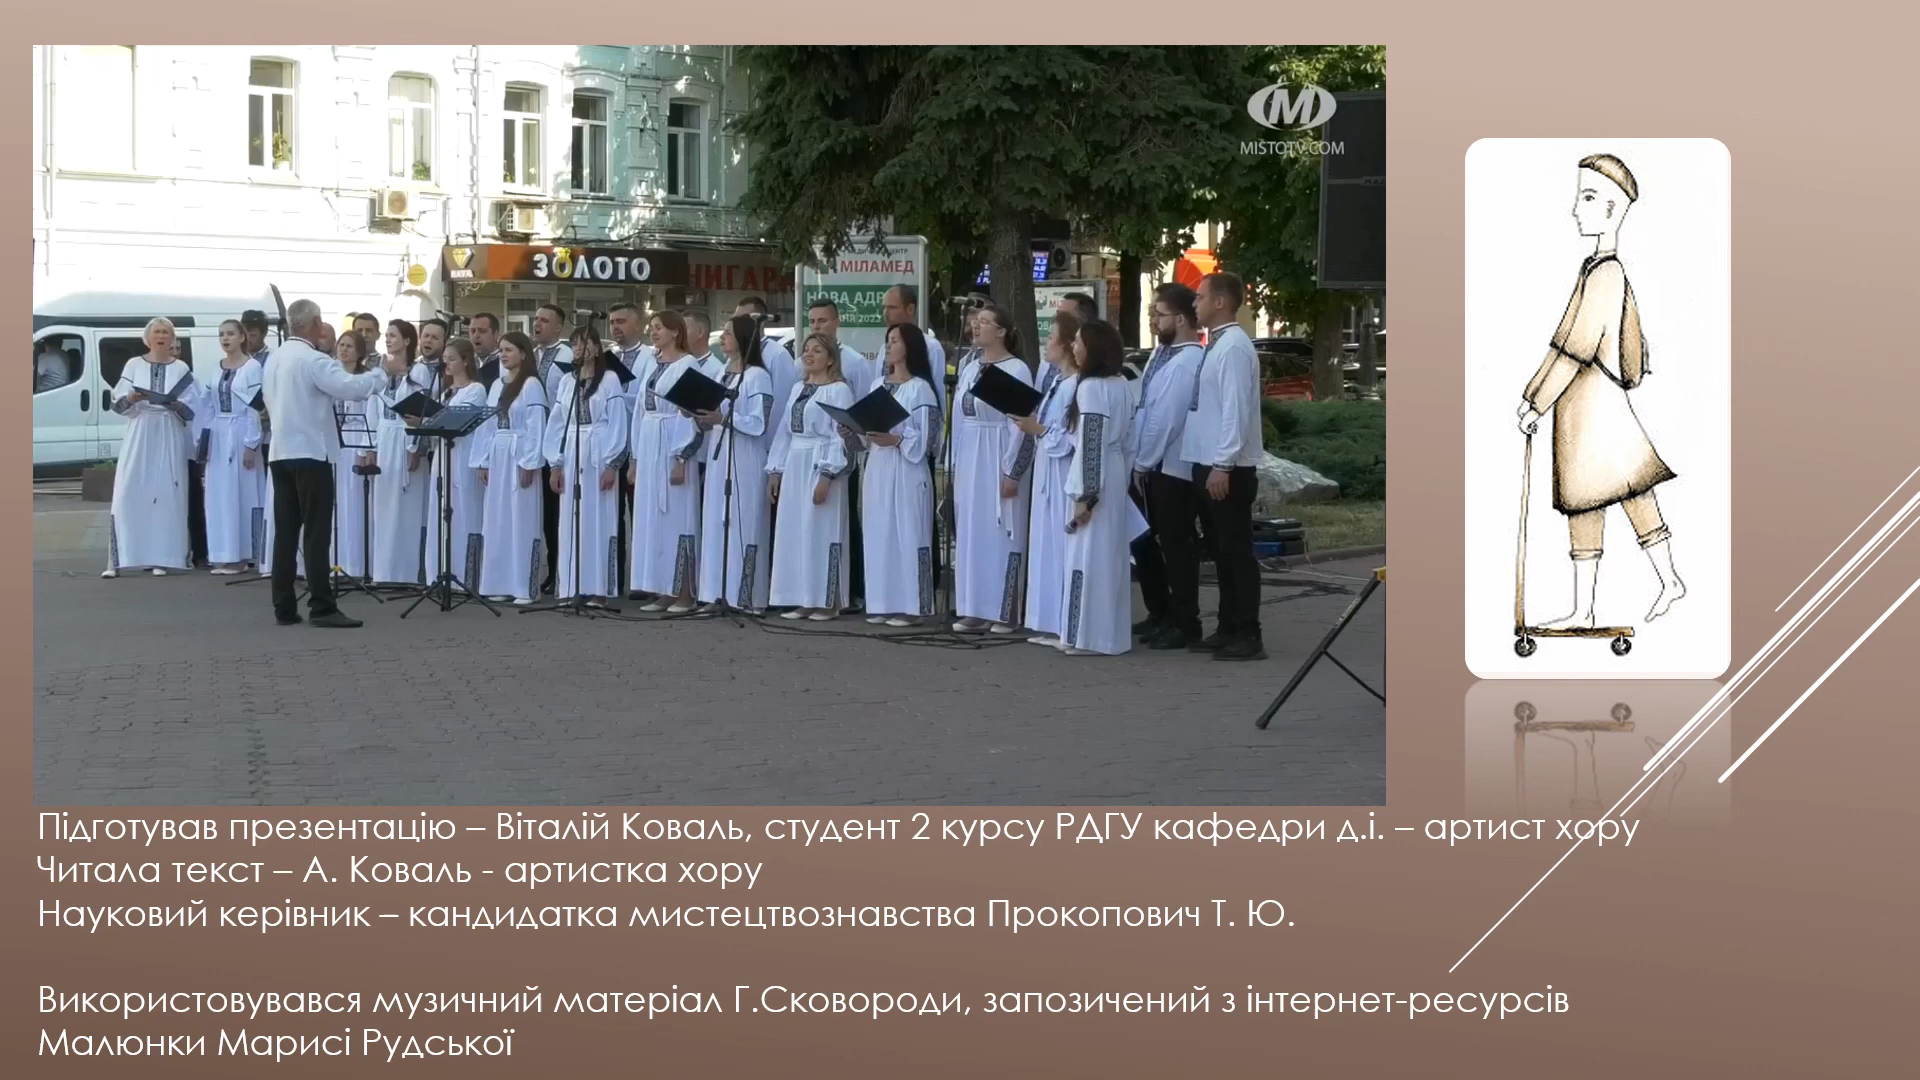 MISTOTV.COM
ЗОЛОТО
МІЛАМЕД
НОВА АДР
2022
Підготував презентацію – Віталій Коваль, студент 2 курсу РДГУ кафедри д.і. – артист хору
Читала текст – А. Коваль - артистка хору
Науковий керівник – кандидатка мистецтвознавства Прокопович Т. Ю.
Використовувався музичний матеріал Г.Сковороди, запозичений з інтернет-ресурсів
Малюнки Марисі Рудської